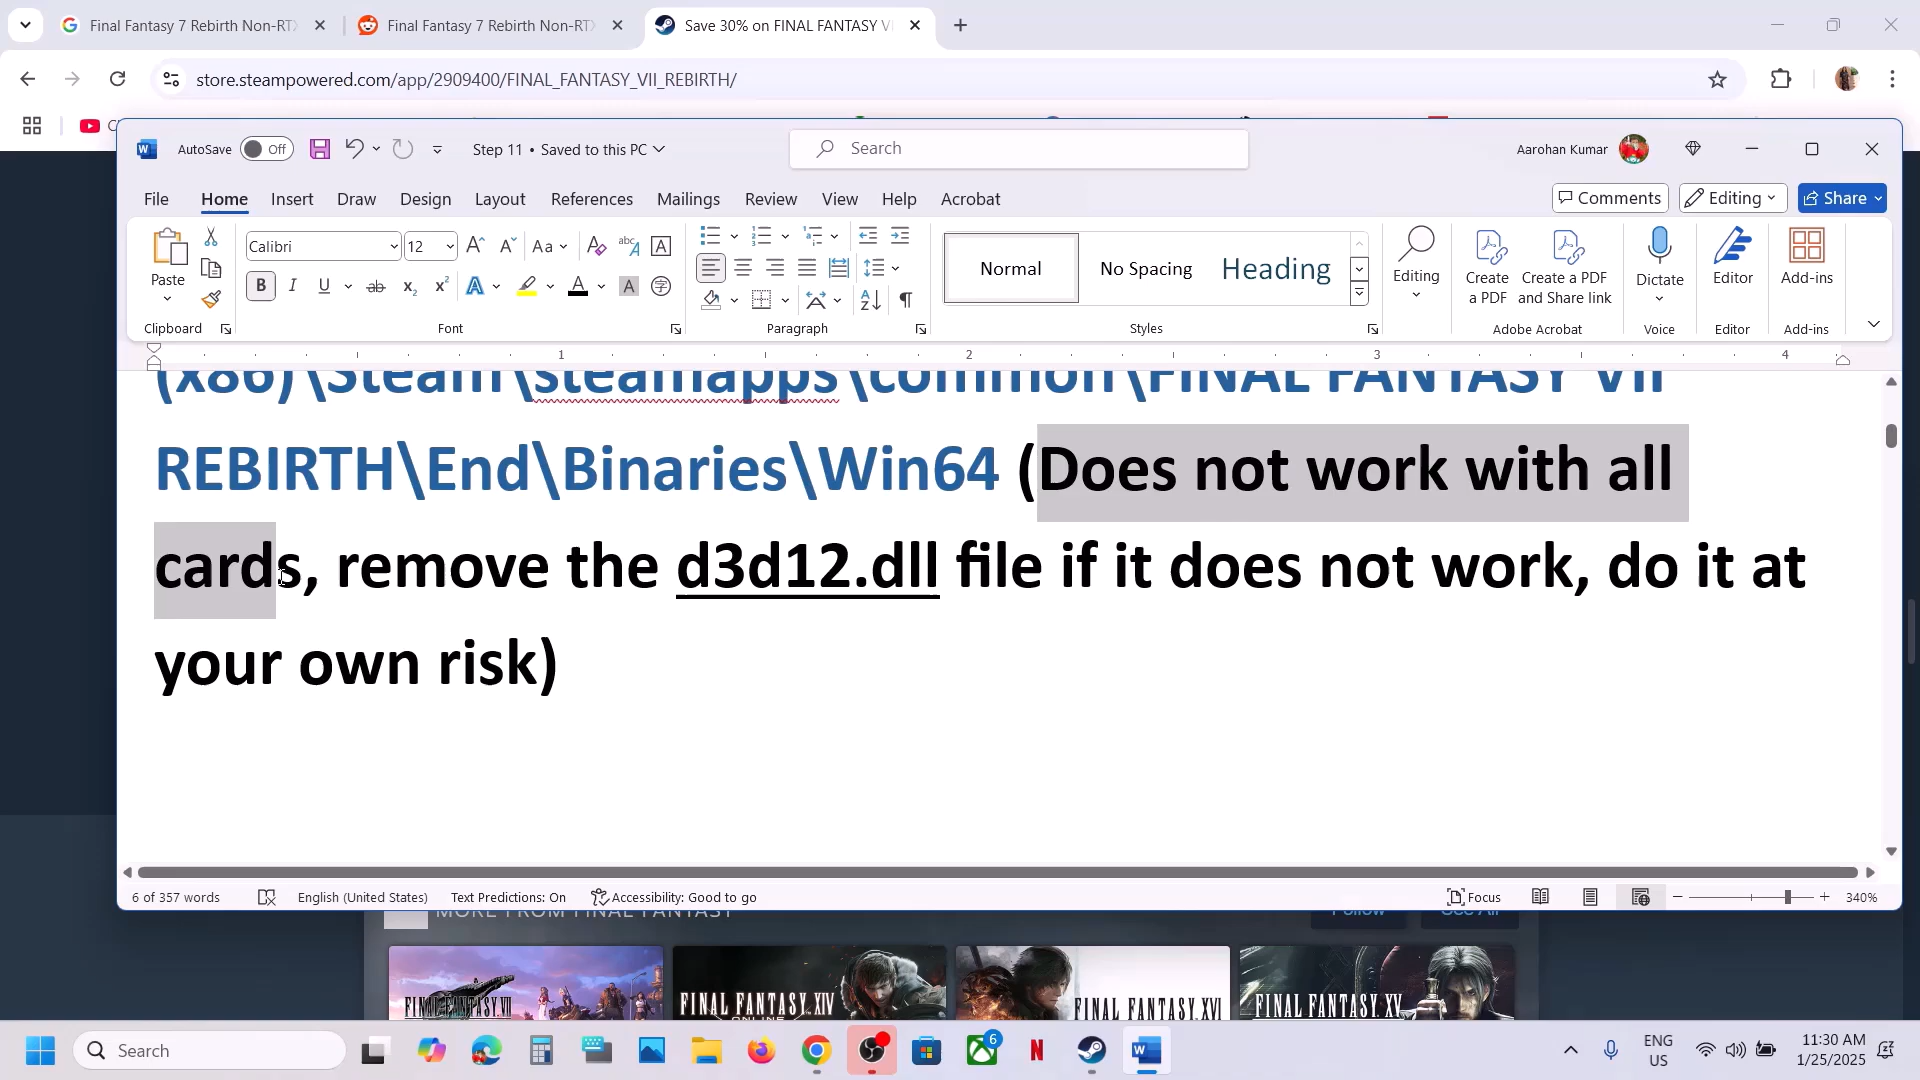 Final Fantasy 7 Rebirth Non-RTX
Final Fantasy 7 Rebirth Non-RTX
Save 30% on FINAL FANTASY VI
store.steampowered.com/app/2909400/FINAL_FANTASY_VII_REBIRTH/
AutoSave Off
Step 11 • Saved to this PC
Search
Aarohan Kumar
File Home Insert Draw Design Layout References Mailings Review View Help Acrobat
Comments Editing Share
Paste
Calibri 12
Normal
No Spacing
Heading
Editing
Create a PDF
Create a PDF and Share link
Dictate
Editor
Add-ins
Clipboard Font Paragraph Styles Adobe Acrobat Voice Editor Add-ins
1 2 3 4
(x86)\Steam\steamapps\common\FINAL FANTASY VII
REBIRTH\End\Binaries\Win64 (Does not work with all
cards, remove the d3d12.dll file if it does not work, do it at
your own risk)
6 of 357 words English (United States) Text Predictions: On Accessibility: Good to go Focus 340%
MORE FROM FINAL FANTASY
Follow See All
FINAL FANTASY VII
FINAL FANTASY XIV ONLINE
FINAL FANTASY XVI
FINAL FANTASY XV
Search
6
ENG
US
11:30 AM
1/25/2025